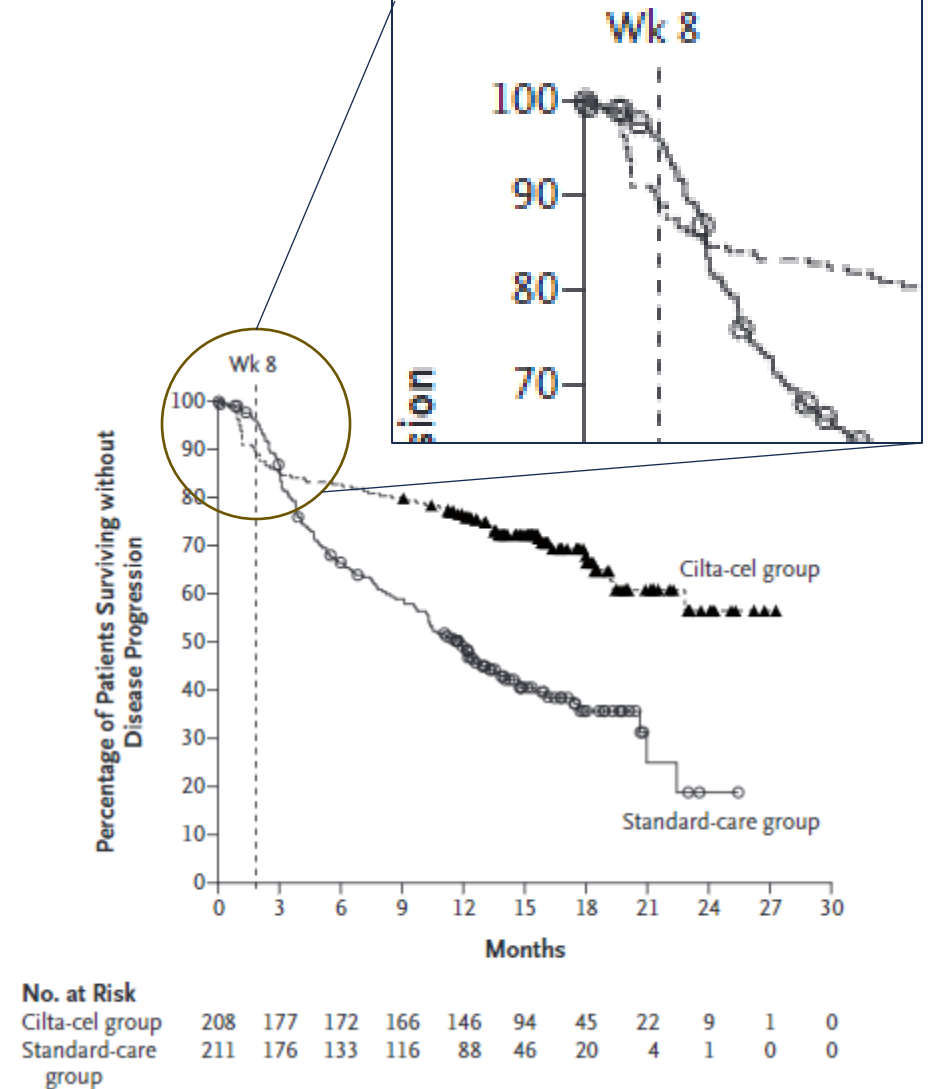 Wk 8
100
90
80
70
sion
Wk 8
100
90
80
70
60
50
40
30
20
10
0
Percentage of Patients Surviving without
Disease Progression
Cilta-cel group
Standard-care group
0 3 6 9 12 15 18 21 24 27 30
Months
No. at Risk
Cilta-cel group 208 177 172 166 146 94 45 22 9 1 0
Standard-care 211 176 133 116 88 46 20 4 1 0 0
group